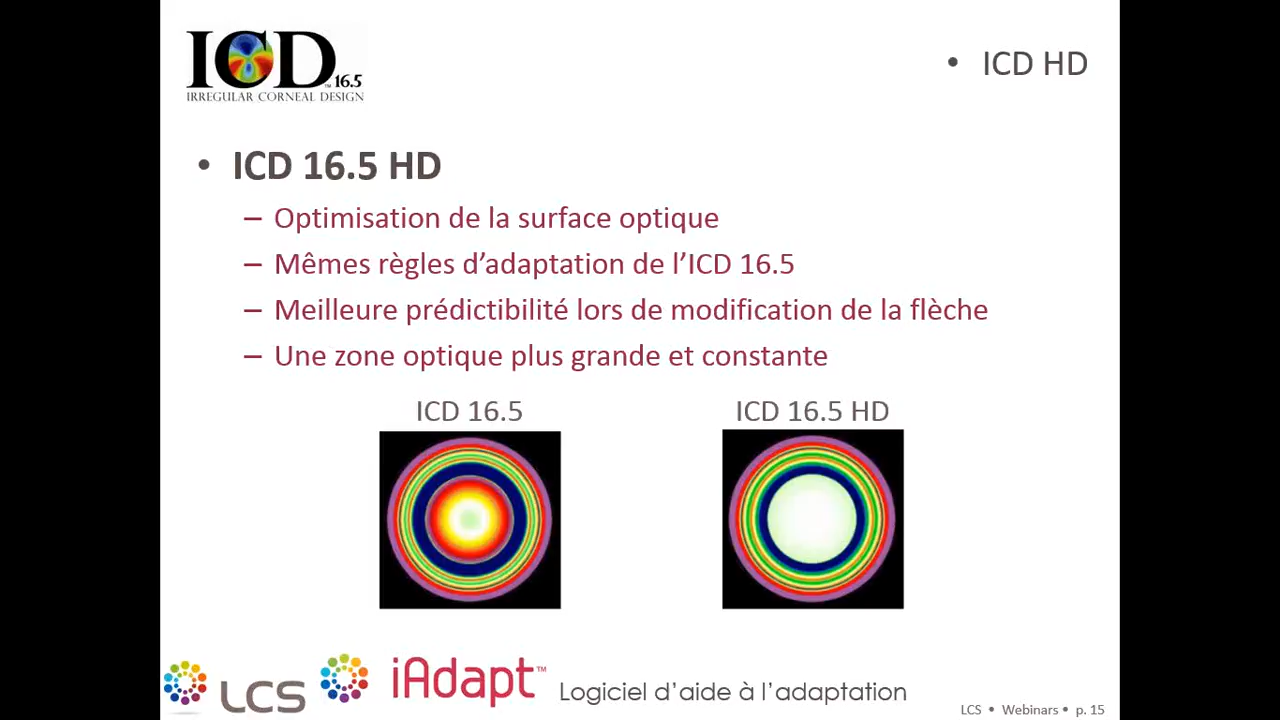 ICD 16.5
IRREGULAR CORNEAL DESIGN
• ICD HD
• ICD 16.5 HD
– Optimisation de la surface optique
– Mêmes règles d’adaptation de l’ICD 16.5
– Meilleure prédictibilité lors de modification de la flèche
– Une zone optique plus grande et constante
ICD 16.5
ICD 16.5 HD
LCS
iAdapt™
Logiciel d’aide à l’adaptation
LCS • Webinars • p. 15